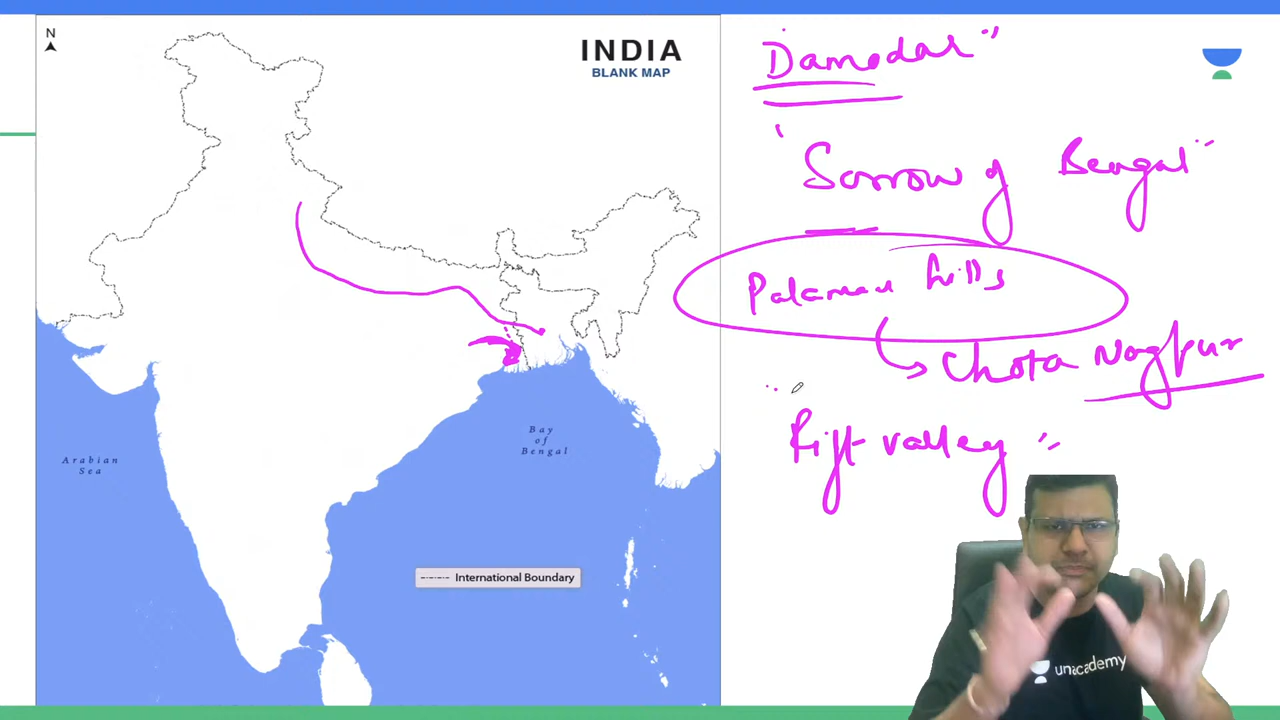 N
INDIA
BLANK MAP
Damodar"
'Sorrow of Bengal"
Palamau hills
Chota Nagpur
"Rift valley"
Arabian
Sea
Bay
of
Bengal
International Boundary
unacademy